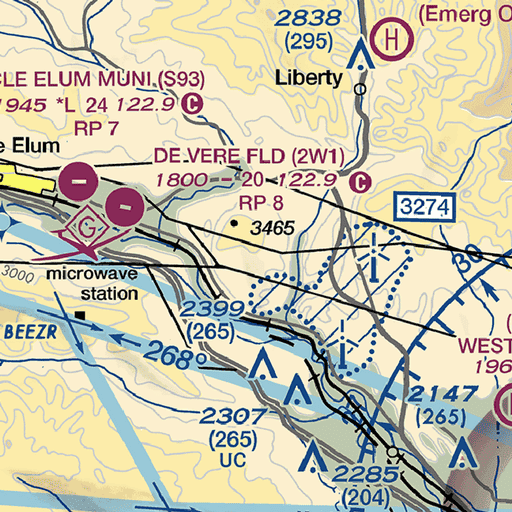 2838
(295)
(Emerg O
Liberty
CLE ELUM MUNI (S93)
1945 *L 24 122.9 C
RP 7
e Elum
DE VERE FLD (2W1)
1800 – 20 122.9 C
RP 8
3274
3465
H
G
3000
microwave
station
30
2399
(265)
BEEZR
268°
(
WEST
196
2307
(265)
UC
2147
(265)
2285
(204)